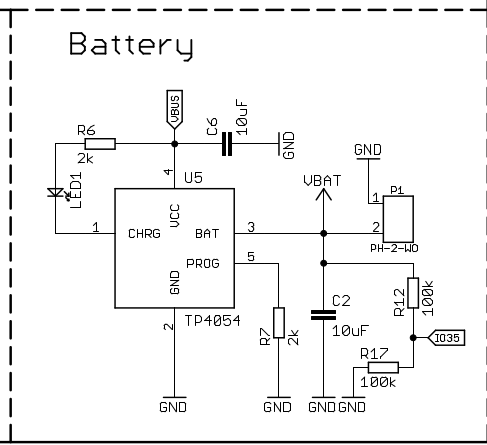 Battery
VBUS
C6
10uF
GND
R6
2k
LED1
4
U5
VCC
1
CHRG
BAT
3
PROG
5
GND
TP4054
2
GND
VBAT
GND
P1
1
2
PH-2-WO
R7
2k
GND
C2
10uF
GND
R12
100k
IO35
R17
100k
GND